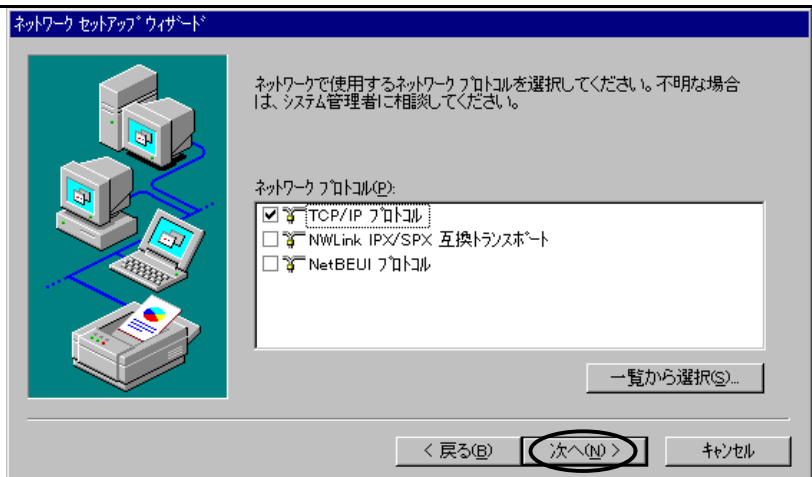 ネットワーク セットアップ ウィザード
ネットワークで使用するネットワーク プロトコルを選択してください。不明な場合
は、システム管理者に相談してください。
ネットワーク プロトコル(P):
TCP/IP プロトコル
NWLink IPX/SPX 互換トランスポート
NetBEUI プロトコル
一覧から選択(S)...
< 戻る(B)
次へ(N) >
キャンセル